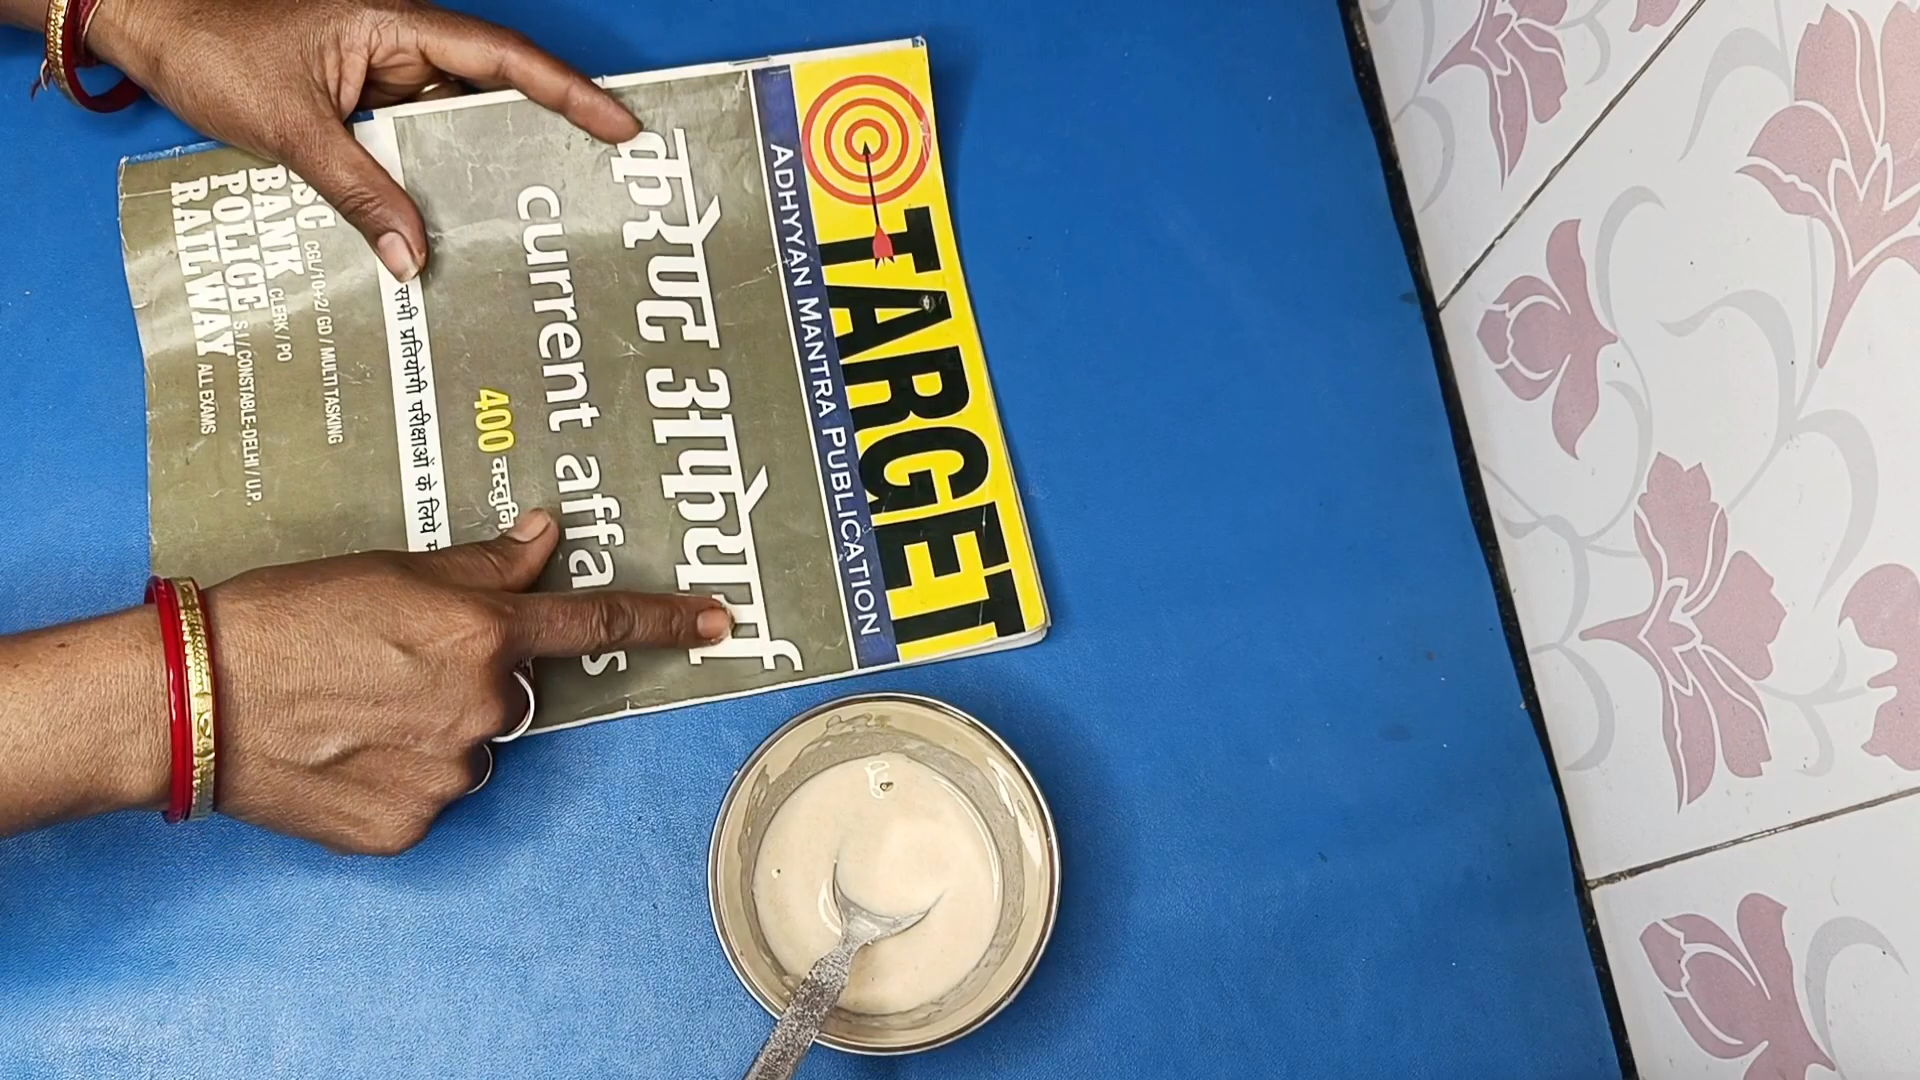 TARGET
ADHYYAN MANTRA PUBLICATION
करेण्ट अफेयर्स
current affa s
400 वस्तुनि
सभी प्रतियोगी परीक्षाओं के लिये
SSC CGL/10+2/ GD / MULTI TASKING
BANK CLERK / PO
POLICE S.I / CONSTABLE-DELHI / U.P.
RAILWAY ALL EXAMS